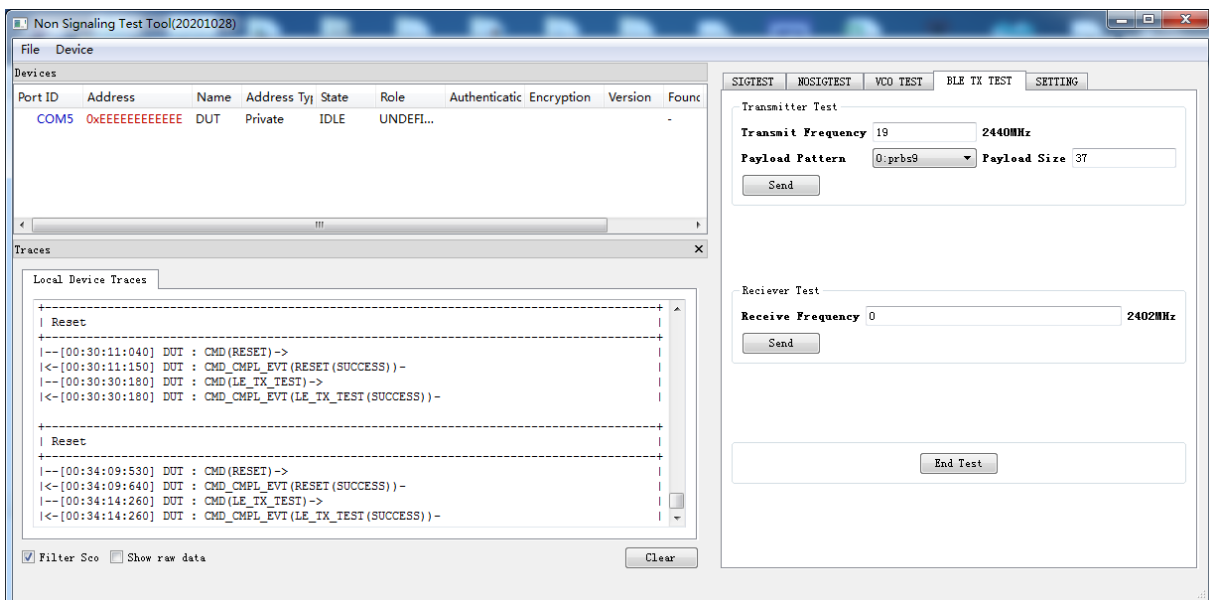 Non Signaling Test Tool(20201028)
File Device
Devices
Port ID Address Name Address Ty State Role Authenticatic Encryption Version Found
COM5 0xEEEEEEEEEEEE DUT Private IDLE UNDEFI... -
Traces
Local Device Traces
+------------------------------------------------------------------------------+
| Reset |
+------------------------------------------------------------------------------+
|--[00:30:11:040] DUT : CMD(RESET)-> |
|<-[00:30:11:150] DUT : CMD_CMPL_EVT(RESET(SUCCESS))- |
|--[00:30:30:180] DUT : CMD(LE_TX_TEST)-> |
|<-[00:30:30:180] DUT : CMD_CMPL_EVT(LE_TX_TEST(SUCCESS))- |
+------------------------------------------------------------------------------+
| Reset |
+------------------------------------------------------------------------------+
|--[00:34:09:530] DUT : CMD(RESET)-> |
|<-[00:34:09:640] DUT : CMD_CMPL_EVT(RESET(SUCCESS))- |
|--[00:34:14:260] DUT : CMD(LE_TX_TEST)-> |
|<-[00:34:14:260] DUT : CMD_CMPL_EVT(LE_TX_TEST(SUCCESS))- |
Filter Sco Show raw data Clear
SIGTEST NOSIGTEST VCO TEST BLE TX TEST SETTING
Transmitter Test
Transmit Frequency 19 2440MHz
Payload Pattern 0:prbs9 Payload Size 37
Send
Reciever Test
Receive Frequency 0 2402MHz
Send
End Test